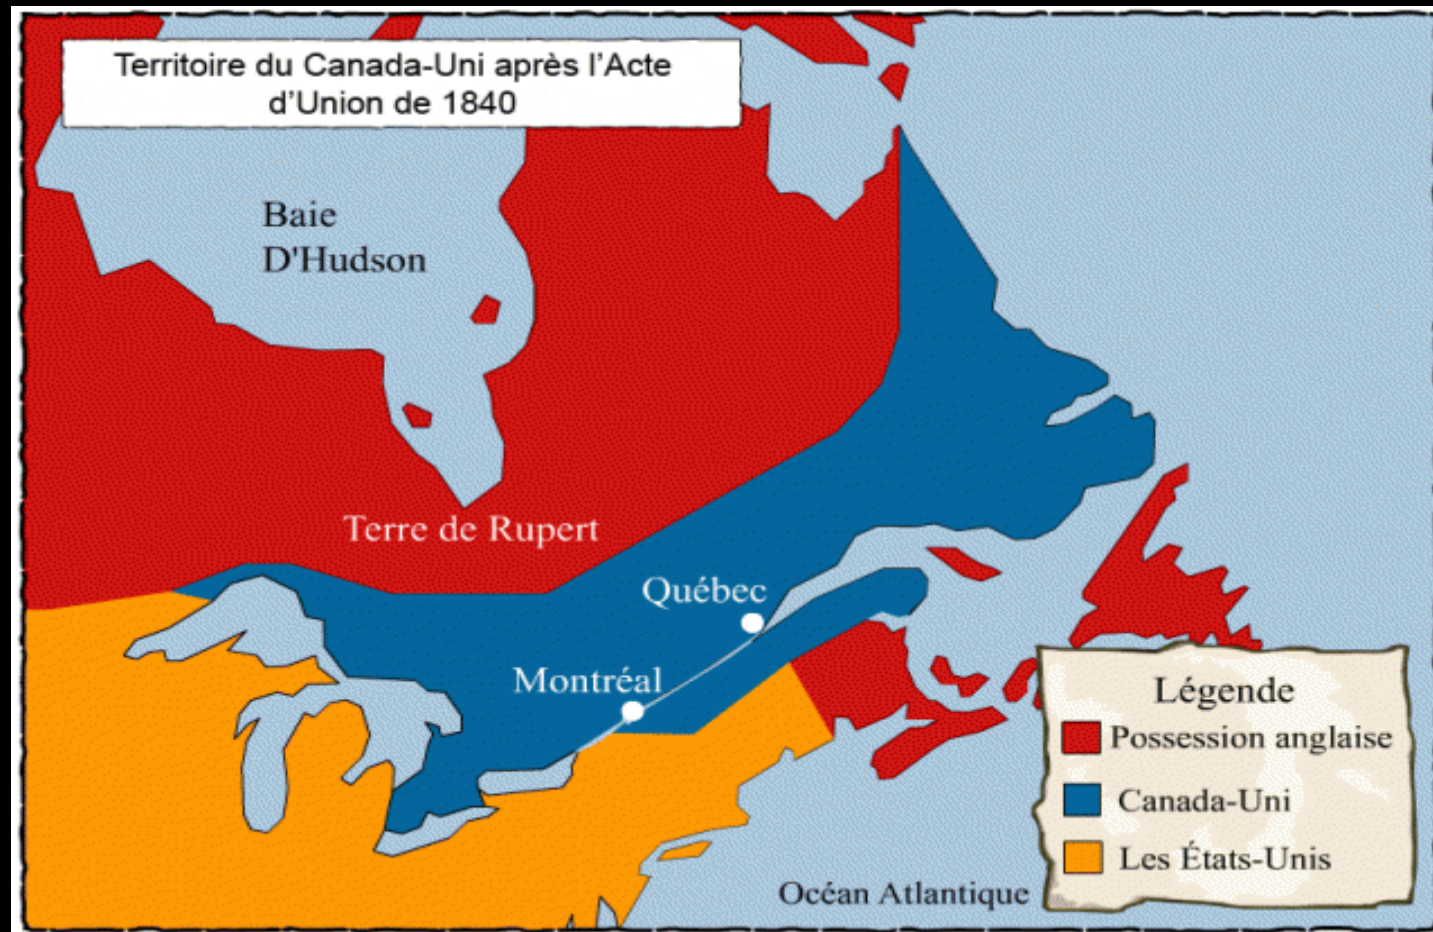 Territoire du Canada-Uni après l'Acte
d'Union de 1840
Baie
D'Hudson
Terre de Rupert
Québec
Montréal
Légende
Possession anglaise
Canada-Uni
Les États-Unis
Océan Atlantique